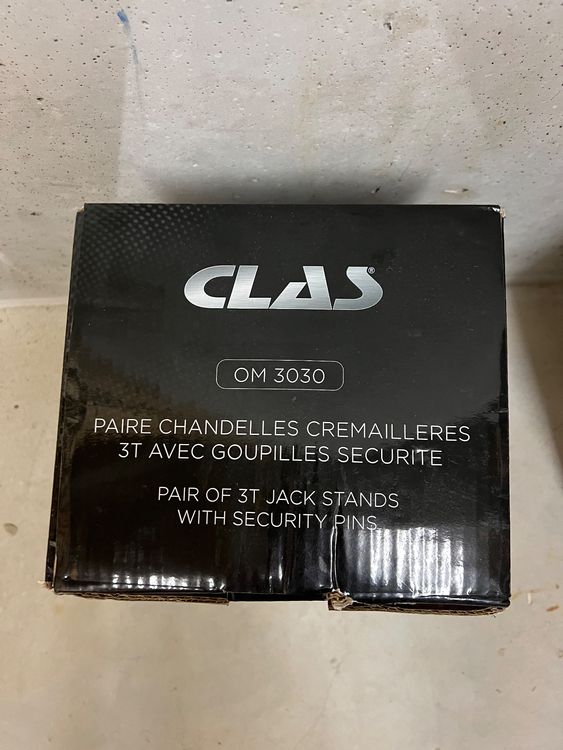 CLAS®
OM 3030
PAIRE CHANDELLES CREMAILLERES
3T AVEC GOUPILLES SECURITE
PAIR OF 3T JACK STANDS
WITH SECURITY PINS